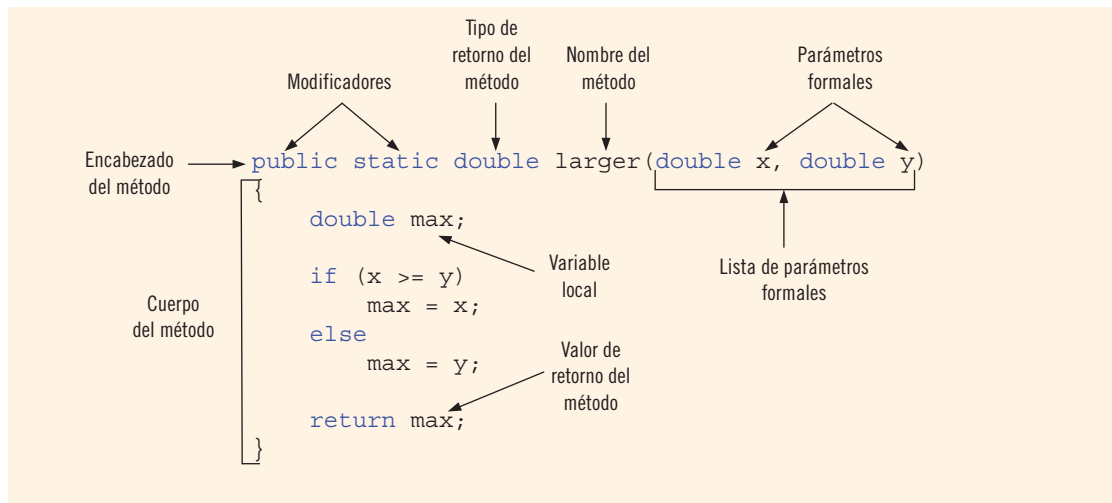 Tipo de
retorno del
método
Nombre del
método
Parámetros
formales
Modificadores
Encabezado
del método
public static double larger(double x, double y)
{
double max;
Variable
local
Lista de parámetros
formales
if (x >= y)
max = x;
Cuerpo
del método
else
max = y;
Valor de
retorno del
método
return max;
}